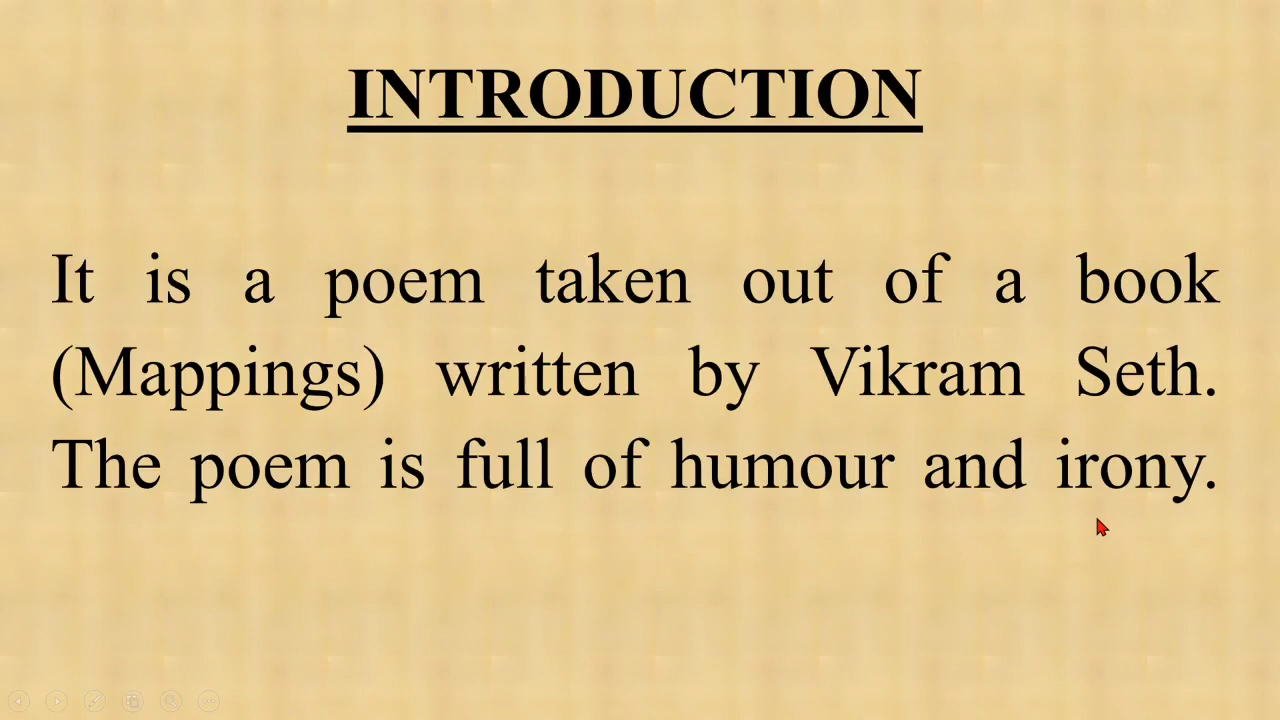 INTRODUCTION
It is a poem taken out of a book
(Mappings) written by Vikram Seth.
The poem is full of humour and irony.